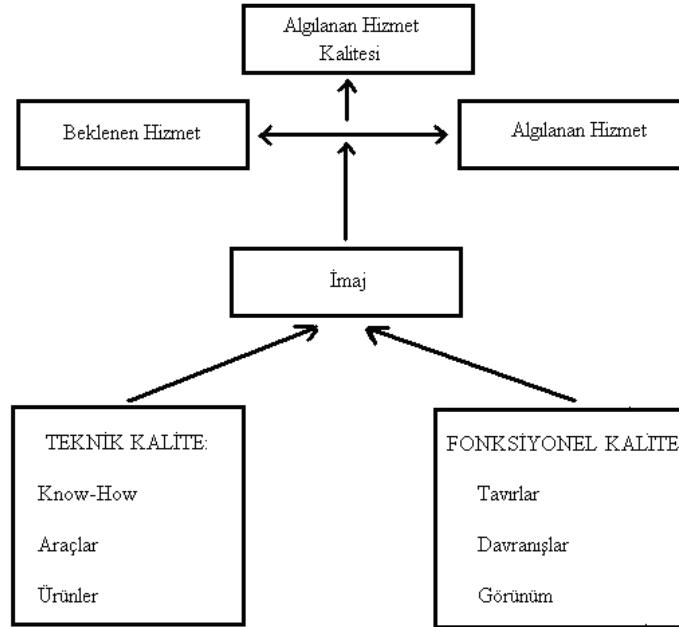 Algılanan Hizmet
Kalitesi
Beklenen Hizmet
Algılanan Hizmet
İmaj
TEKNİK KALİTE:
Know-How
Araçlar
Ürünler
FONKSİYONEL KALİTE
Tavırlar
Davranışlar
Görünüm